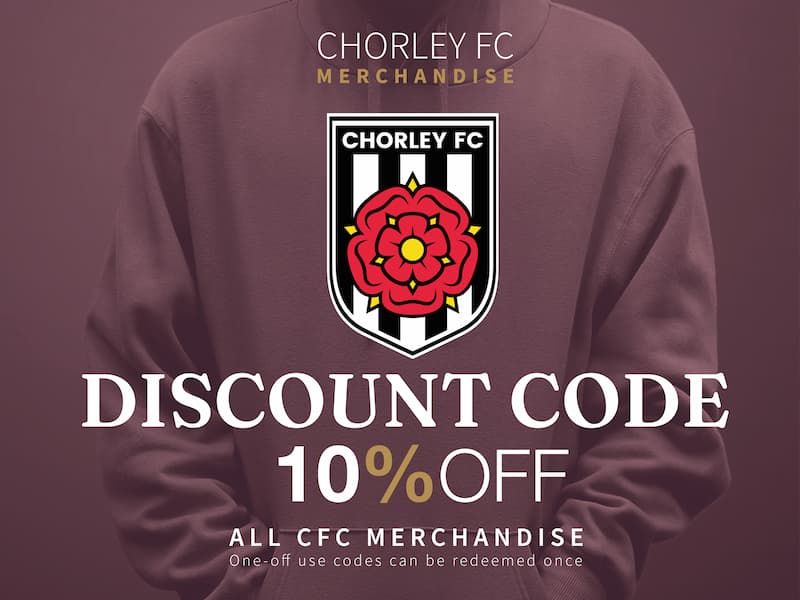 CHORLEY FC
MERCHANDISE
CHORLEY FC
DISCOUNT CODE
10%OFF
ALL CFC MERCHANDISE
One-off use codes can be redeemed once